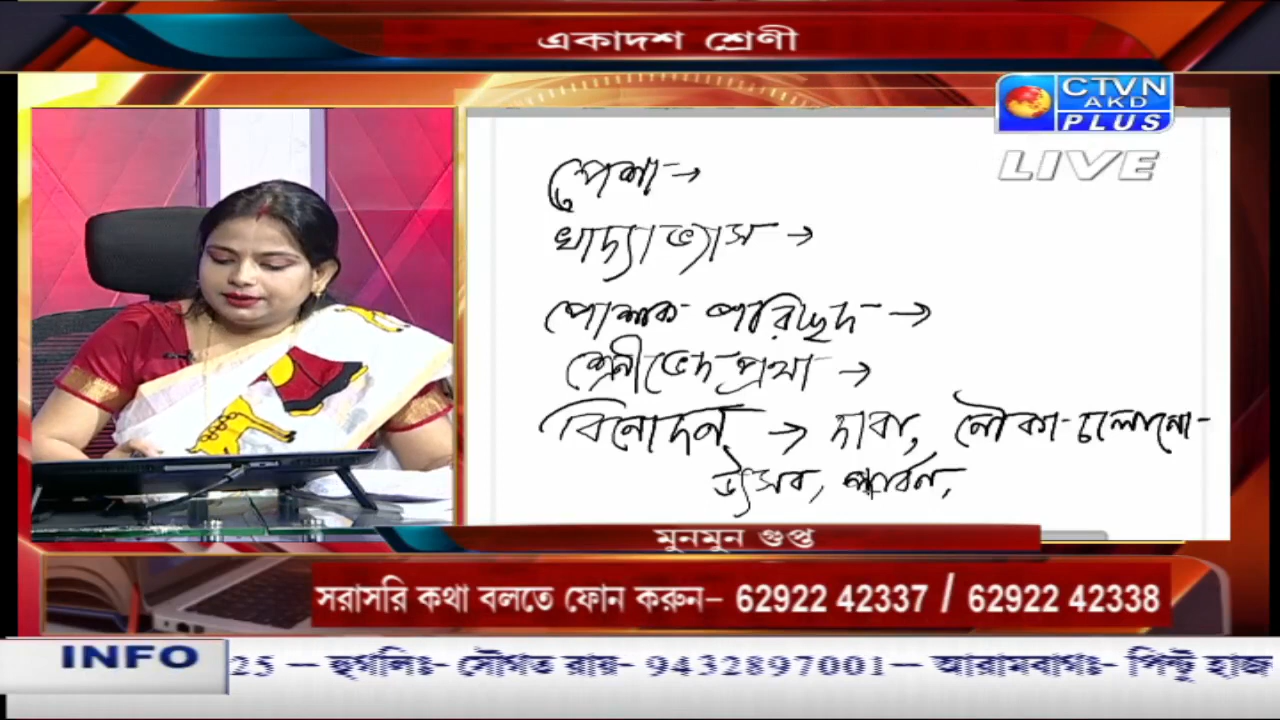 একাদশ শ্রেণী
CTVN
AKD
PLUS
LIVE
পেশা →
খাদ্যাভ্যাস →
পোশাক পরিচ্ছদ →
শ্রেণীভেদ প্রথা →
বিনোদন → দাবা, নৌকা-চালানো-
উৎসব, পার্বণ,
মুনমুন গুপ্ত
সরাসরি কথা বলতে ফোন করুন– 62922 42337 / 62922 42338
INFO 25 – হুগলিঃ- সৌগত রায়- 9432897001– আরামবাগঃ- পিন্টু হাজ